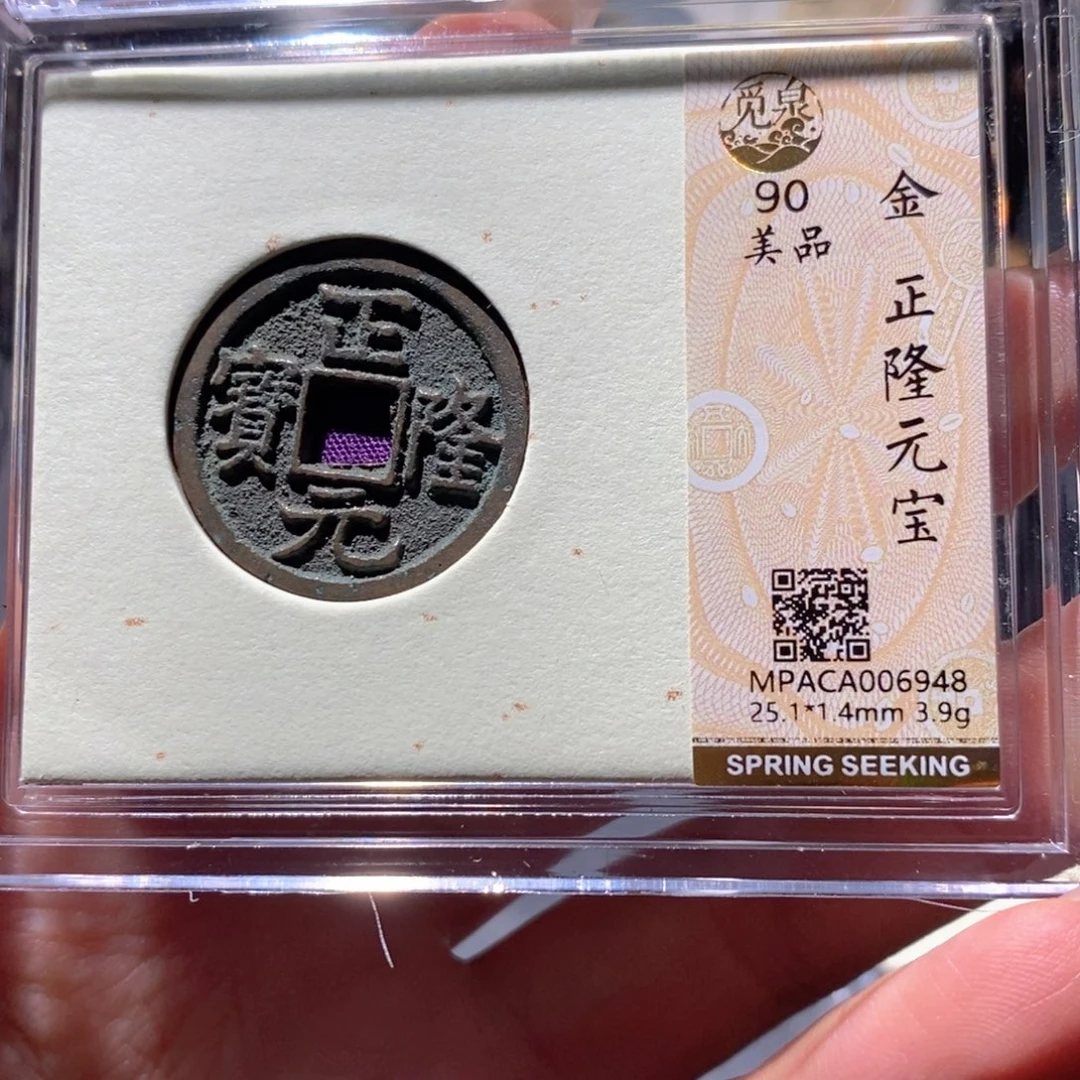 正隆元寶
觅泉
90
美品
金 正隆元宝
MPACA006948
25.1*1.4mm 3.9g
SPRING SEEKING